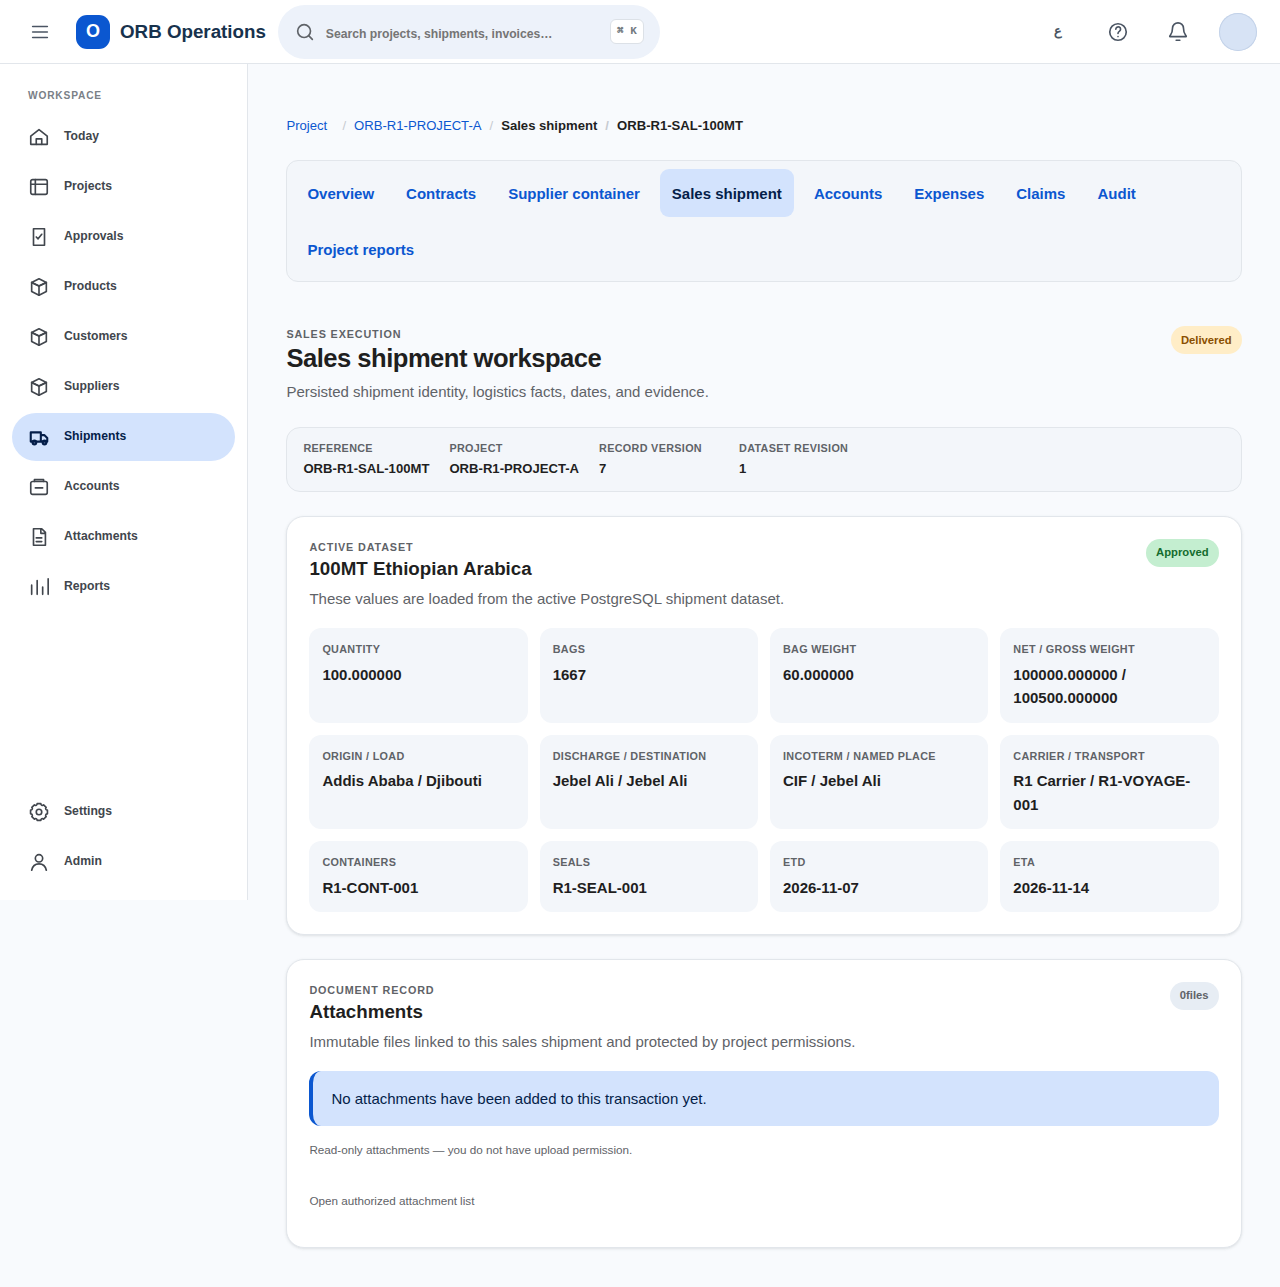 O ORB Operations
Search projects, shipments, invoices…
⌘ K
ع
WORKSPACE
Today
Projects
Approvals
Products
Customers
Suppliers
Shipments
Accounts
Attachments
Reports
Settings
Admin
Project / ORB-R1-PROJECT-A / Sales shipment / ORB-R1-SAL-100MT
Overview Contracts Supplier container Sales shipment Accounts Expenses Claims Audit
Project reports
SALES EXECUTION
Sales shipment workspace
Persisted shipment identity, logistics facts, dates, and evidence.
Delivered
REFERENCE PROJECT RECORD VERSION DATASET REVISION
ORB-R1-SAL-100MT ORB-R1-PROJECT-A 7 1
ACTIVE DATASET
100MT Ethiopian Arabica
These values are loaded from the active PostgreSQL shipment dataset.
Approved
QUANTITY
100.000000
BAGS
1667
BAG WEIGHT
60.000000
NET / GROSS WEIGHT
100000.000000 /
100500.000000
ORIGIN / LOAD
Addis Ababa / Djibouti
DISCHARGE / DESTINATION
Jebel Ali / Jebel Ali
INCOTERM / NAMED PLACE
CIF / Jebel Ali
CARRIER / TRANSPORT
R1 Carrier / R1-VOYAGE-
001
CONTAINERS
R1-CONT-001
SEALS
R1-SEAL-001
ETD
2026-11-07
ETA
2026-11-14
DOCUMENT RECORD
Attachments
Immutable files linked to this sales shipment and protected by project permissions.
0files
No attachments have been added to this transaction yet.
Read-only attachments — you do not have upload permission.
Open authorized attachment list